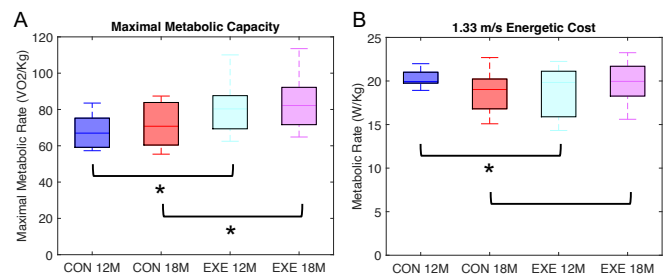 A
Maximal Metabolic Capacity
Maximal Metabolic Rate (VO2/Kg)
120
100
80
60
40
20
0
*
*
CON 12M CON 18M EXE 12M EXE 18M
B
1.33 m/s Energetic Cost
Metabolic Rate (W/Kg)
25
20
15
10
5
0
*
CON 12M CON 18M EXE 12M EXE 18M